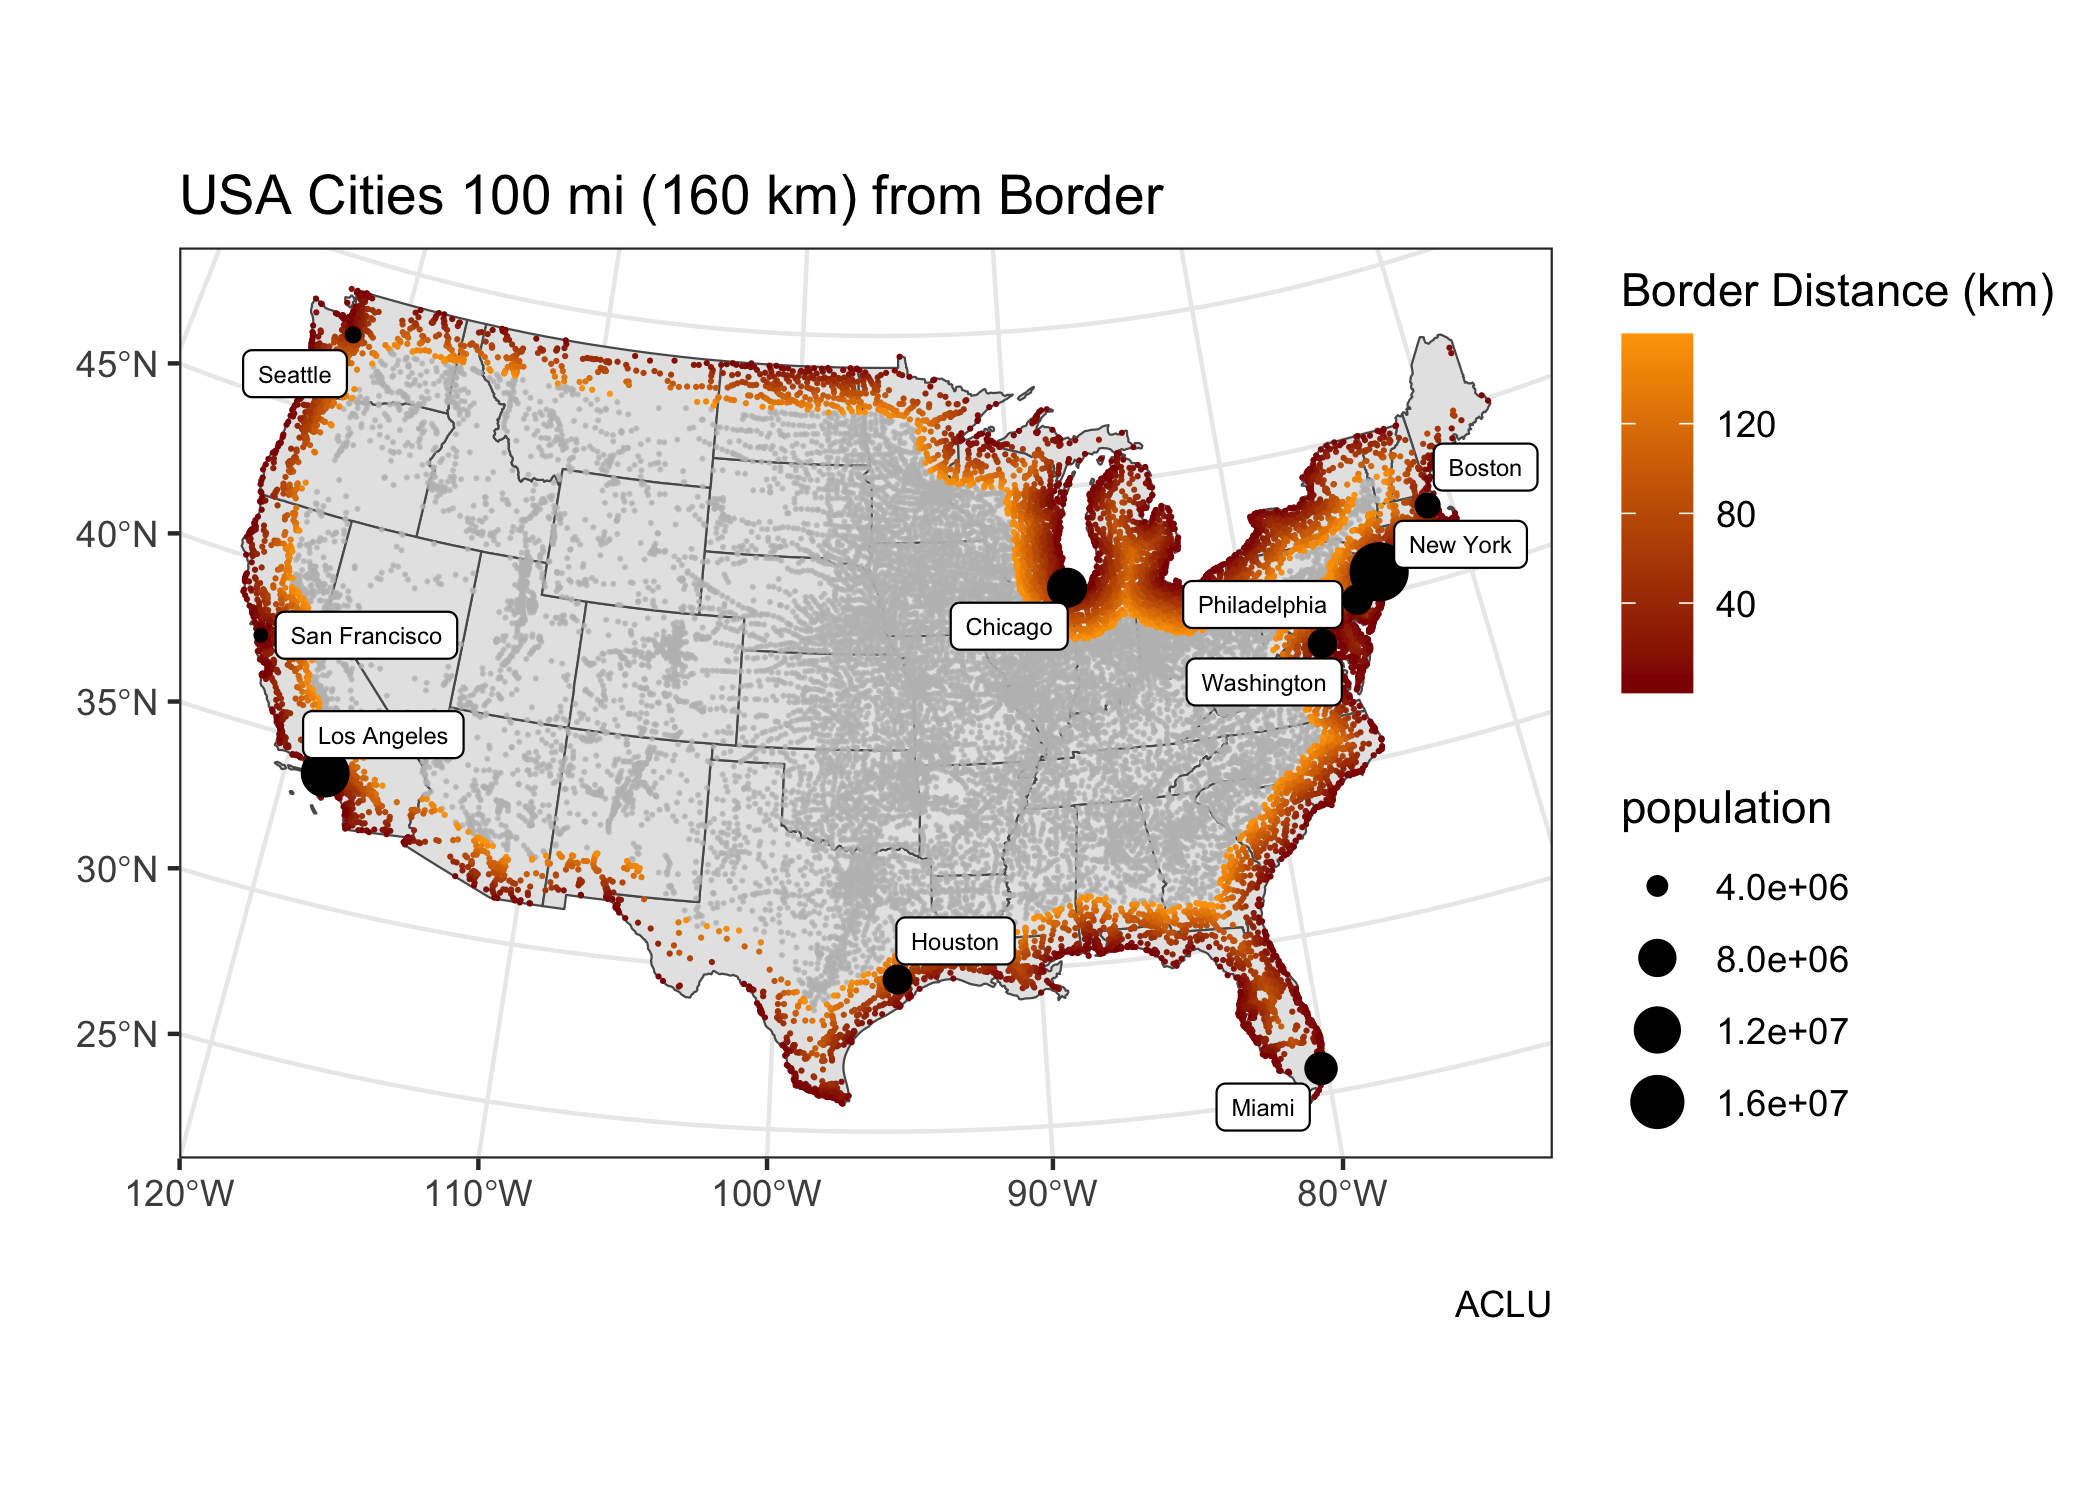 USA Cities 100 mi (160 km) from Border
45°N
40°N
35°N
30°N
25°N
120°W
110°W
100°W
90°W
80°W
Seattle
San Francisco
Los Angeles
Houston
Chicago
Miami
Washington
Philadelphia
New York
Boston
Border Distance (km)
120
80
40
population
4.0e+06
8.0e+06
1.2e+07
1.6e+07
ACLU